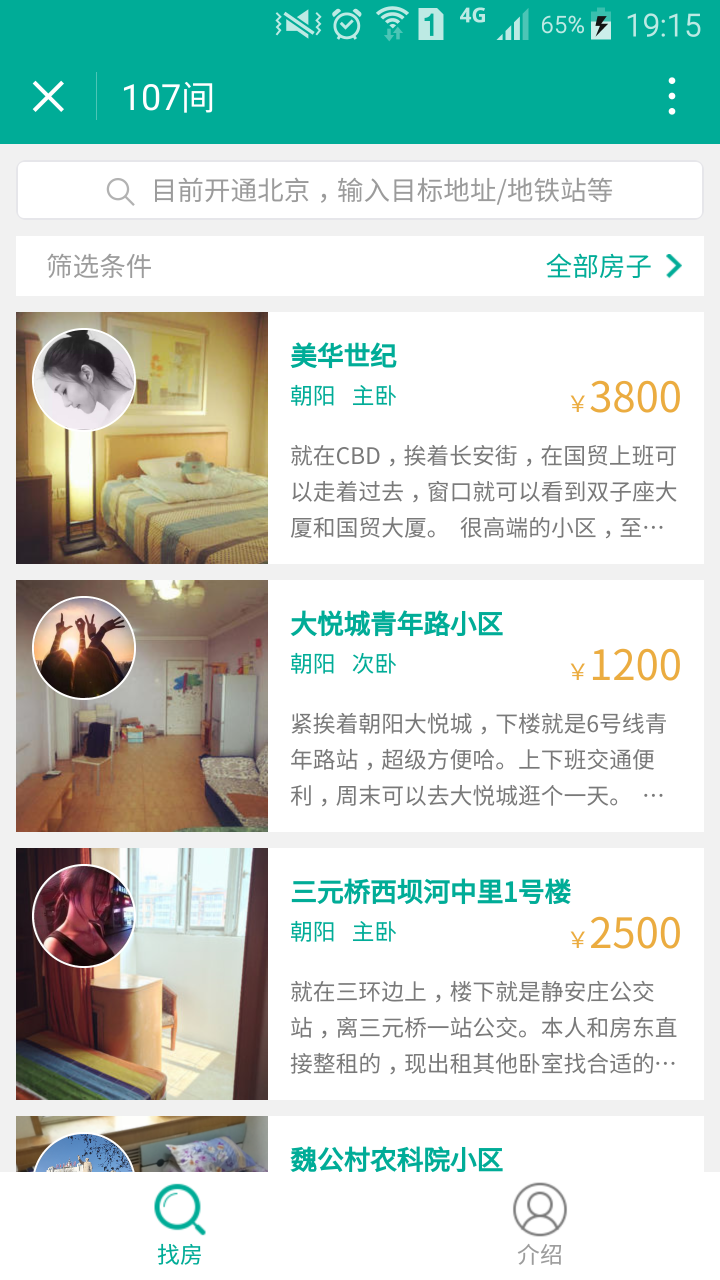 4G 65% 19:15
1
107间
目前开通北京，输入目标地址/地铁站等
筛选条件 全部房子
美华世纪
朝阳 主卧 ￥3800
就在CBD，挨着长安街，在国贸上班可
以走着过去，窗口就可以看到双子座大
厦和国贸大厦。 很高端的小区，至…
大悦城青年路小区
朝阳 次卧 ￥1200
紧挨着朝阳大悦城，下楼就是6号线青
年路站，超级方便哈。上下班交通便
利，周末可以去大悦城逛个一天。 …
三元桥西坝河中里1号楼
朝阳 主卧 ￥2500
就在三环边上，楼下就是静安庄公交
站，离三元桥一站公交。本人和房东直
接整租的，现出租其他卧室找合适的…
魏公村农科院小区
找房 介绍